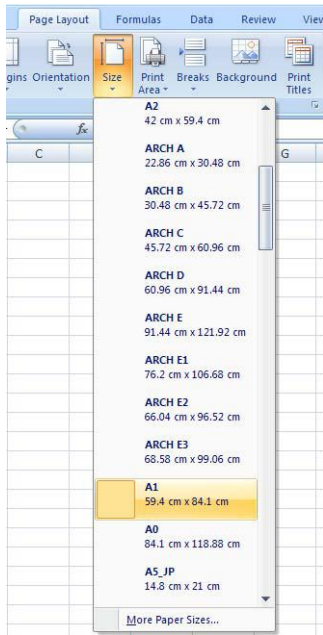 Page Layout Formulas Data Review View
gins Orientation Size Print Area Breaks Background Print Titles
fx
C G
A2
42 cm x 59.4 cm
ARCH A
22.86 cm x 30.48 cm
ARCH B
30.48 cm x 45.72 cm
ARCH C
45.72 cm x 60.96 cm
ARCH D
60.96 cm x 91.44 cm
ARCH E
91.44 cm x 121.92 cm
ARCH E1
76.2 cm x 106.68 cm
ARCH E2
66.04 cm x 96.52 cm
ARCH E3
68.58 cm x 99.06 cm
A1
59.4 cm x 84.1 cm
A0
84.1 cm x 118.88 cm
A5_JP
14.8 cm x 21 cm
More Paper Sizes...